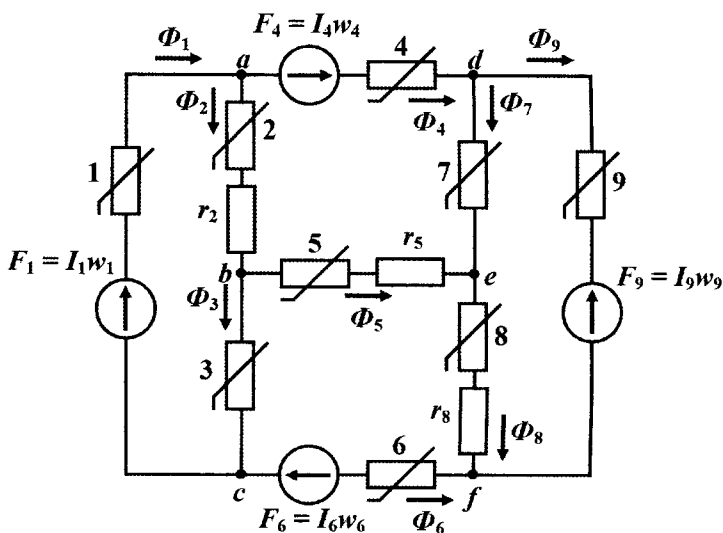 F₄ = I₄w₄
Φ₁
a
4
d
Φ₉
Φ₂
2
Φ₄
Φ₇
1
7
9
r₂
5
r₅
F₁ = I₁w₁
b
e
F₉ = I₉w₉
Φ₃
Φ₅
8
3
r₈
6
Φ₈
c
f
F₆ = I₆w₆
Φ₆